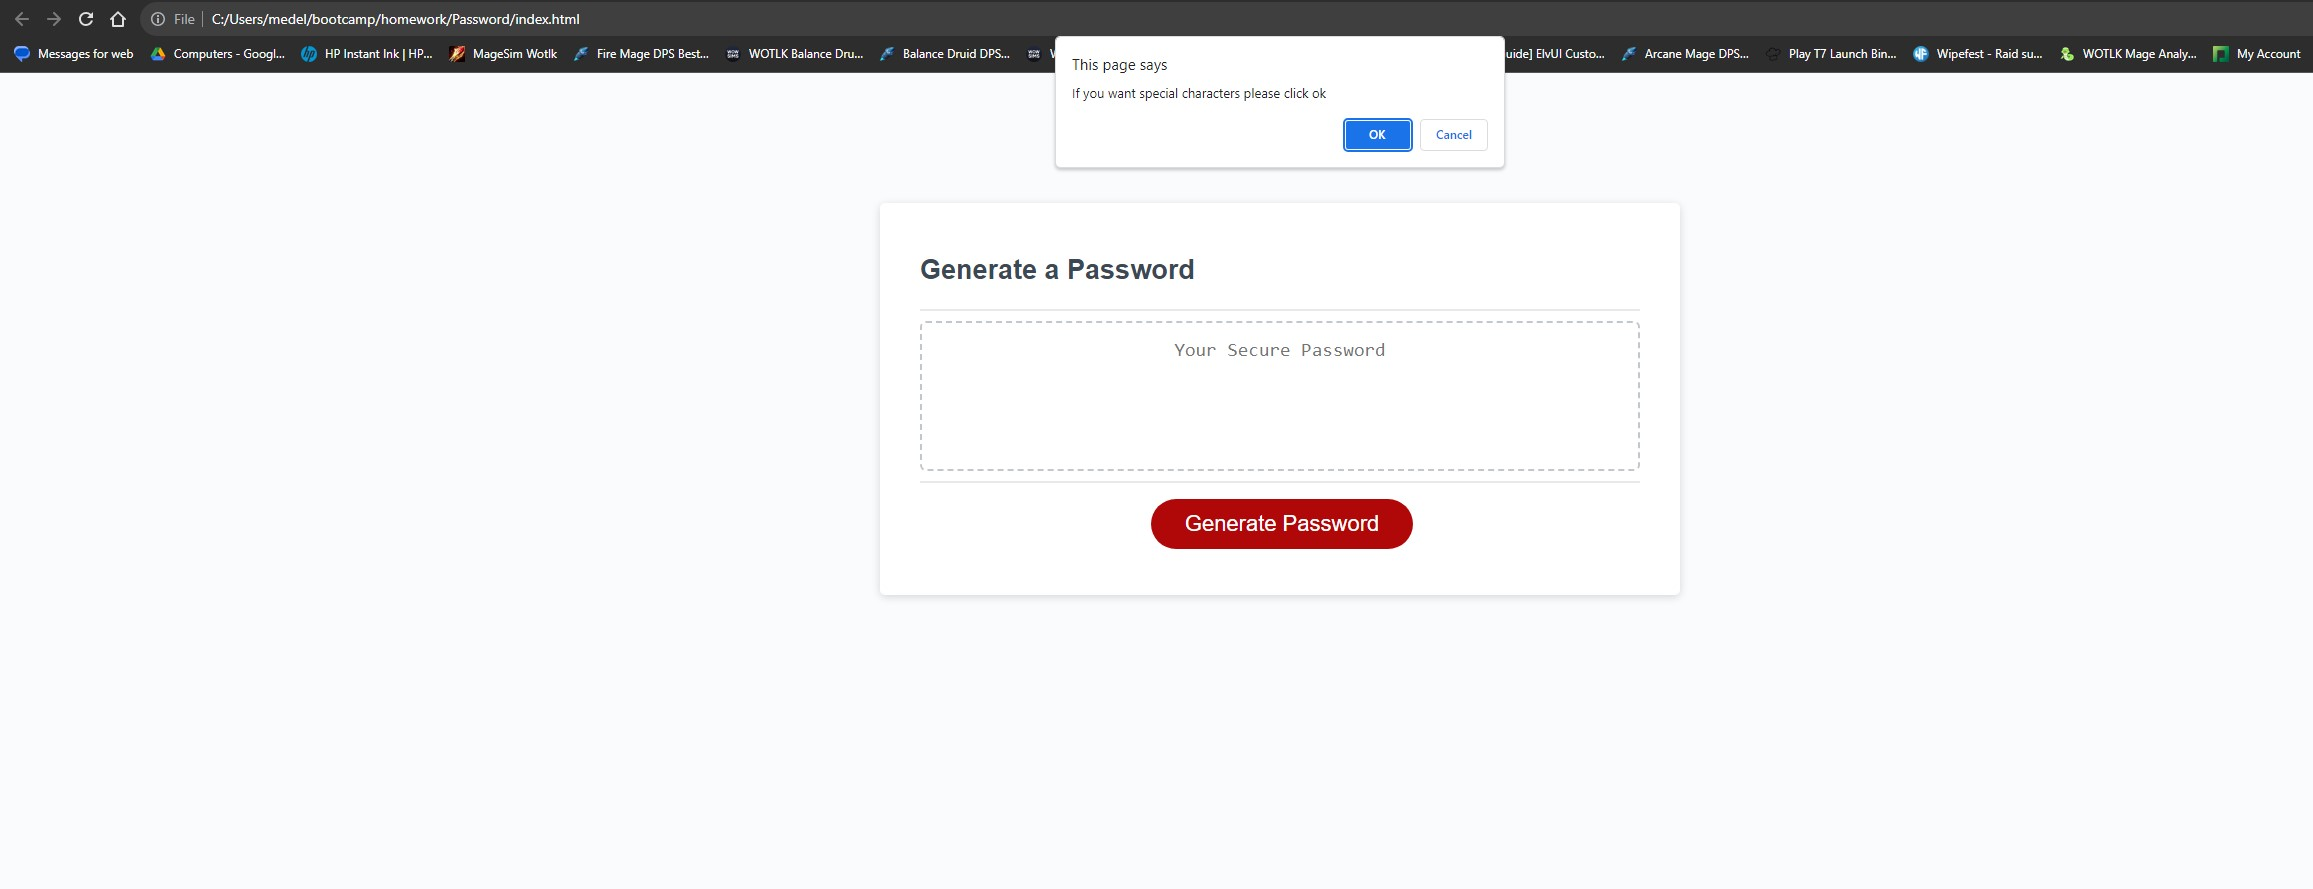 File C:/Users/medel/bootcamp/homework/Password/index.html
Messages for web Computers - Googl... HP Instant Ink | HP... MageSim Wotlk Fire Mage DPS Best... WOTLK Balance Dru... Balance Druid DPS... uide] ElvUI Custo... Arcane Mage DPS... Play T7 Launch Bin... Wipefest - Raid su... WOTLK Mage Analy... My Account
This page says
If you want special characters please click ok
OK Cancel
Generate a Password
Your Secure Password
Generate Password